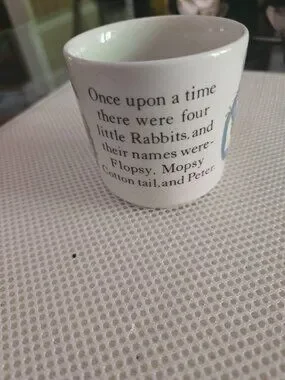 Once upon a time
there were four
little Rabbits, and
their names were-
Flopsy, Mopsy
Cotton tail, and Peter.